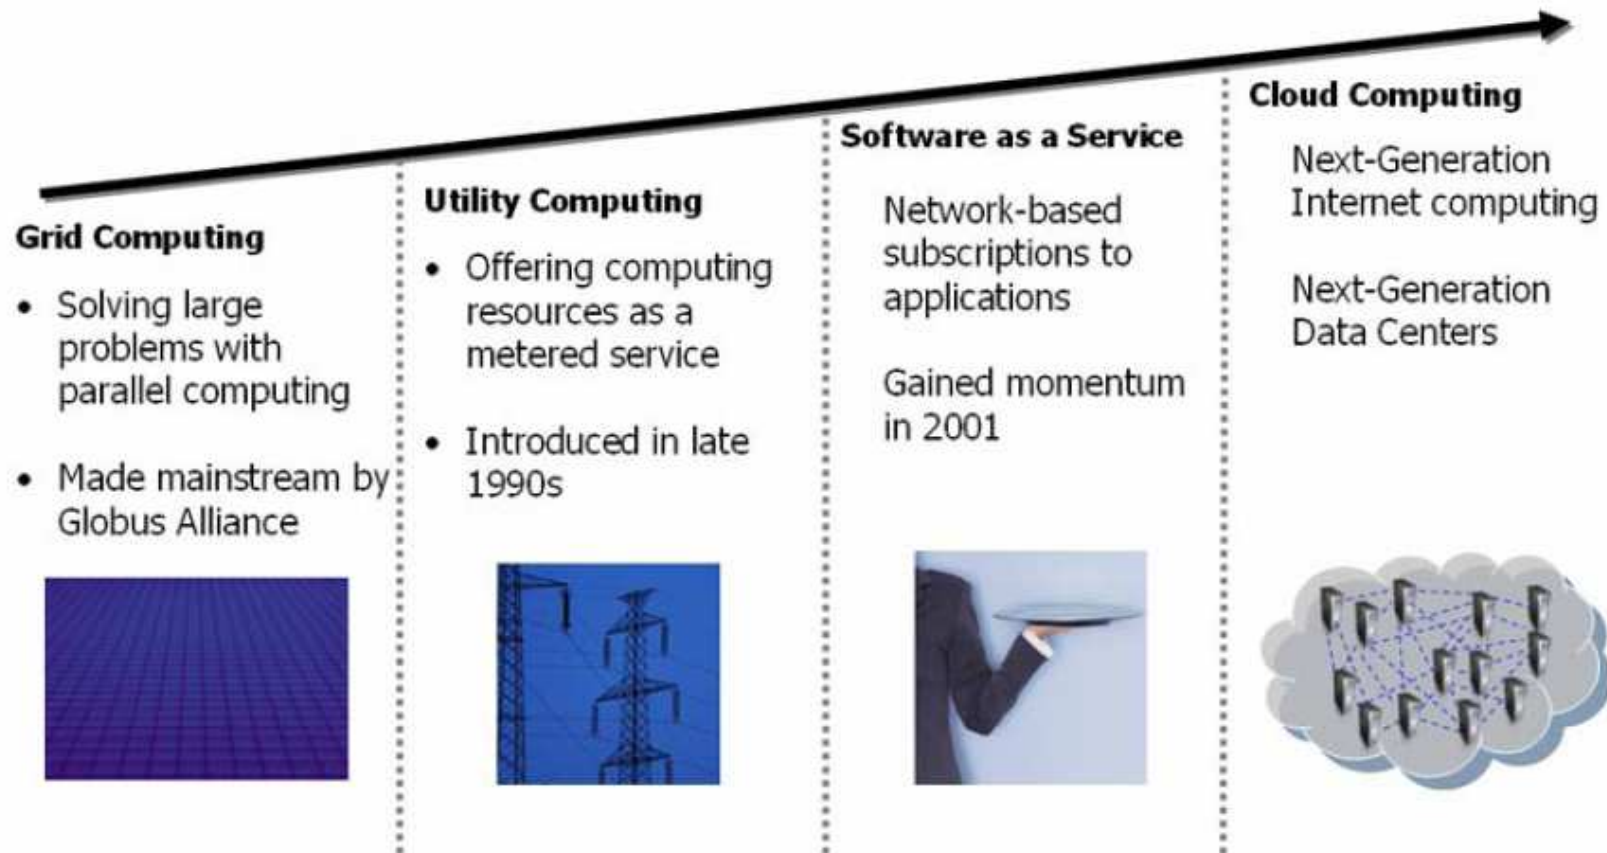 Grid Computing
• Solving large
problems with
parallel computing
• Made mainstream by
Globus Alliance
Utility Computing
• Offering computing
resources as a
metered service
• Introduced in late
1990s
Software as a Service
Network-based
subscriptions to
applications
Gained momentum
in 2001
Cloud Computing
Next-Generation
Internet computing
Next-Generation
Data Centers